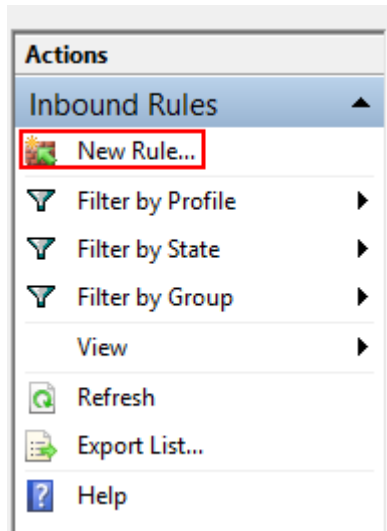 Actions
Inbound Rules
New Rule...
Filter by Profile
Filter by State
Filter by Group
View
Refresh
Export List...
Help